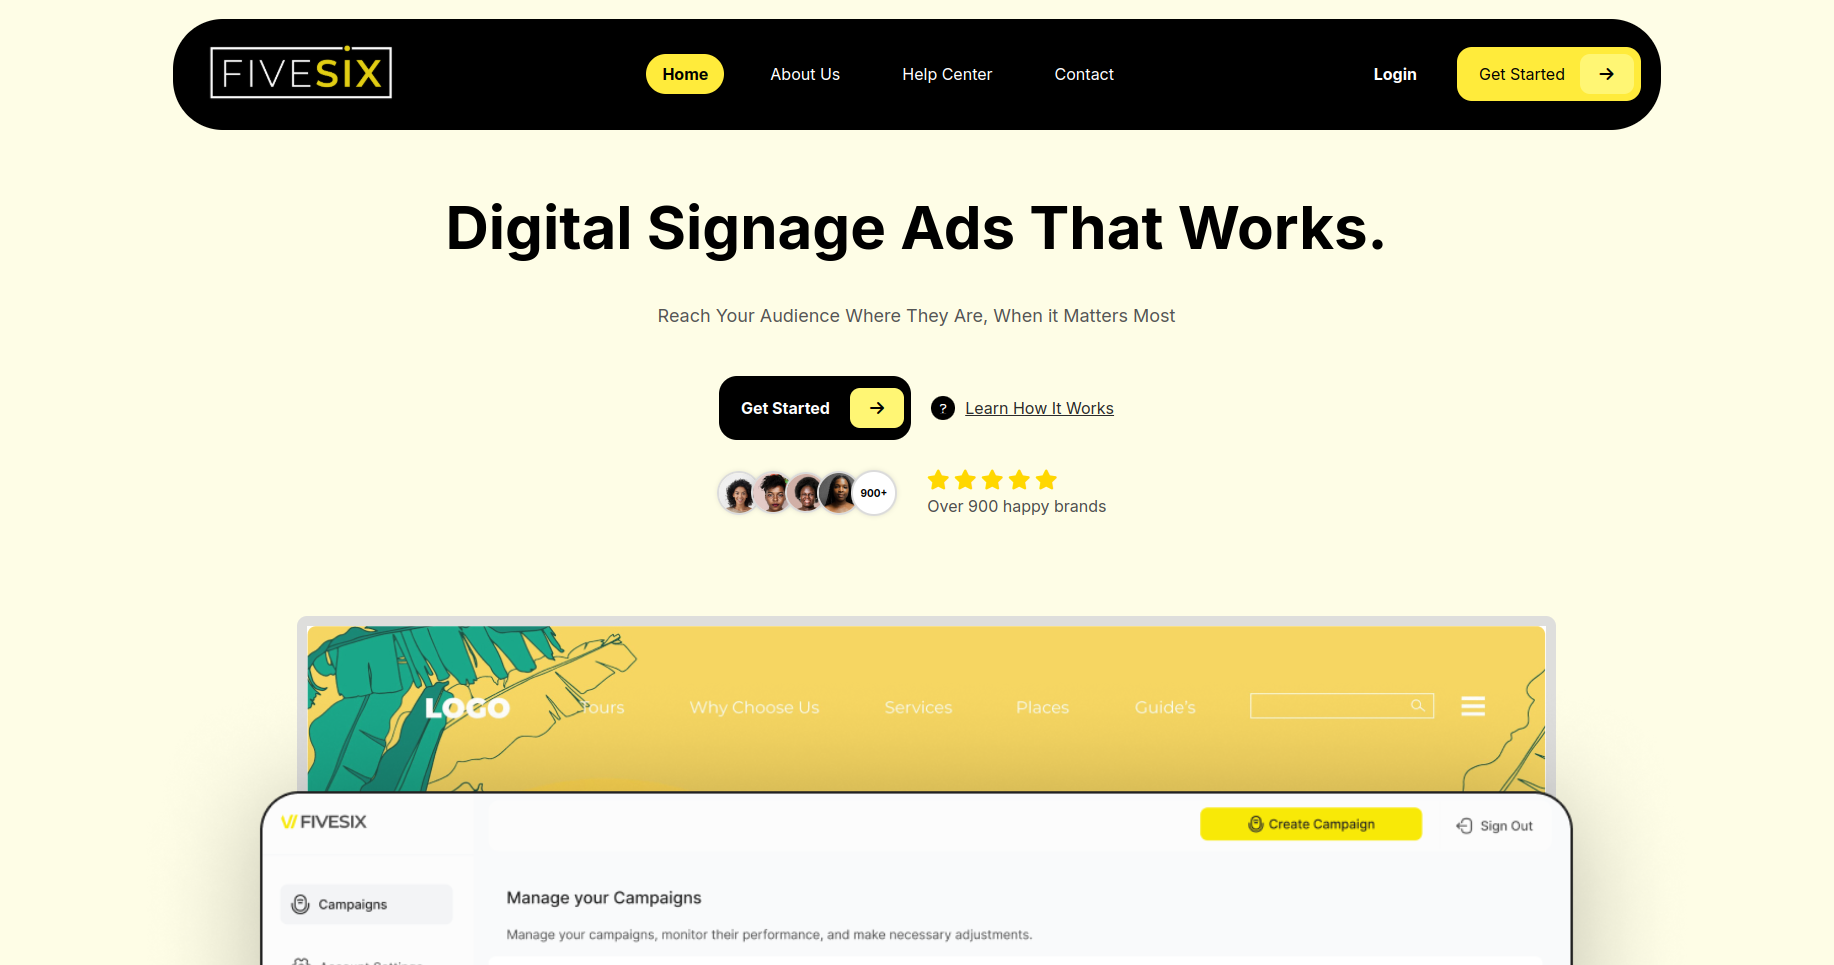 FIVESIX
Home
About Us
Help Center
Contact
Login
Get Started
Digital Signage Ads That Works.
Reach Your Audience Where They Are, When it Matters Most
Get Started
? Learn How It Works
900+
Over 900 happy brands
LOGO
Tours
Why Choose Us
Services
Places
Guide's
FIVESIX
Create Campaign
Sign Out
Campaigns
Manage your Campaigns
Manage your campaigns, monitor their performance, and make necessary adjustments.
Account Settings